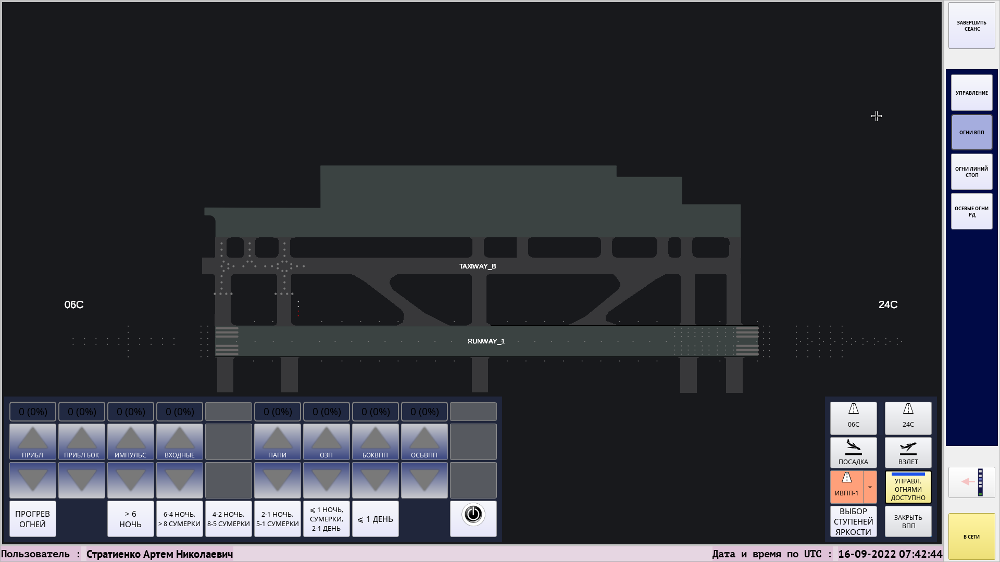 ЗАВЕРШИТЬ
СЕАНС
УПРАВЛЕНИЕ
ОГНИ ВПП
ОГНИ ЛИНИЙ
СТОП
ОСЕВЫЕ ОГНИ
РД
TAXIWAY_B
06C
24C
RUNWAY_1
0 (0%) 0 (0%) 0 (0%) 0 (0%) 0 (0%) 0 (0%) 0 (0%) 0 (0%)
ПРИБЛ ПРИБЛ БОК ИМПУЛЬС ВХОДНЫЕ ПАПИ ОЗП БОКВПП ОСЬВПП
ПРОГРЕВ
ОГНЕЙ
> 6
НОЧЬ
6-4 НОЧЬ,
> 8 СУМЕРКИ
4-2 НОЧЬ,
8-5 СУМЕРКИ
2-1 НОЧЬ,
5-1 СУМЕРКИ
⩽ 1 НОЧЬ,
СУМЕРКИ,
2-1 ДЕНЬ
⩽ 1 ДЕНЬ
06C
24C
ПОСАДКА
ВЗЛЕТ
ИВПП-1
УПРАВЛ.
ОГНЯМИ
ДОСТУПНО
ВЫБОР
СТУПЕНЕЙ
ЯРКОСТИ
ЗАКРЫТЬ
ВПП
В СЕТИ
Пользователь : Стратиенко Артем Николаевич
Дата и время по UTC : 16-09-2022 07:42:44